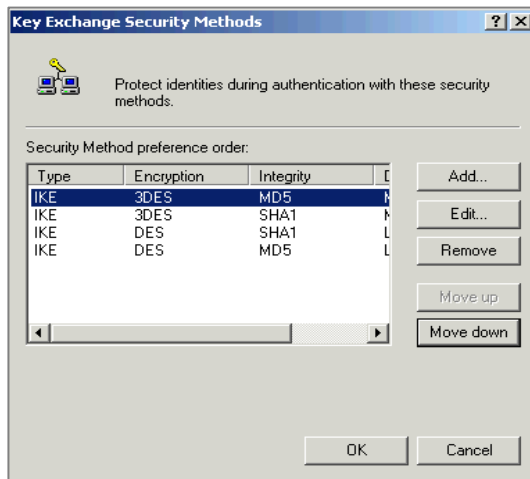 Key Exchange Security Methods
Protect identities during authentication with these security
methods.
Security Method preference order:
Type Encryption Integrity
IKE 3DES MD5
IKE 3DES SHA1
IKE DES SHA1
IKE DES MD5
Add...
Edit...
Remove
Move up
Move down
OK Cancel